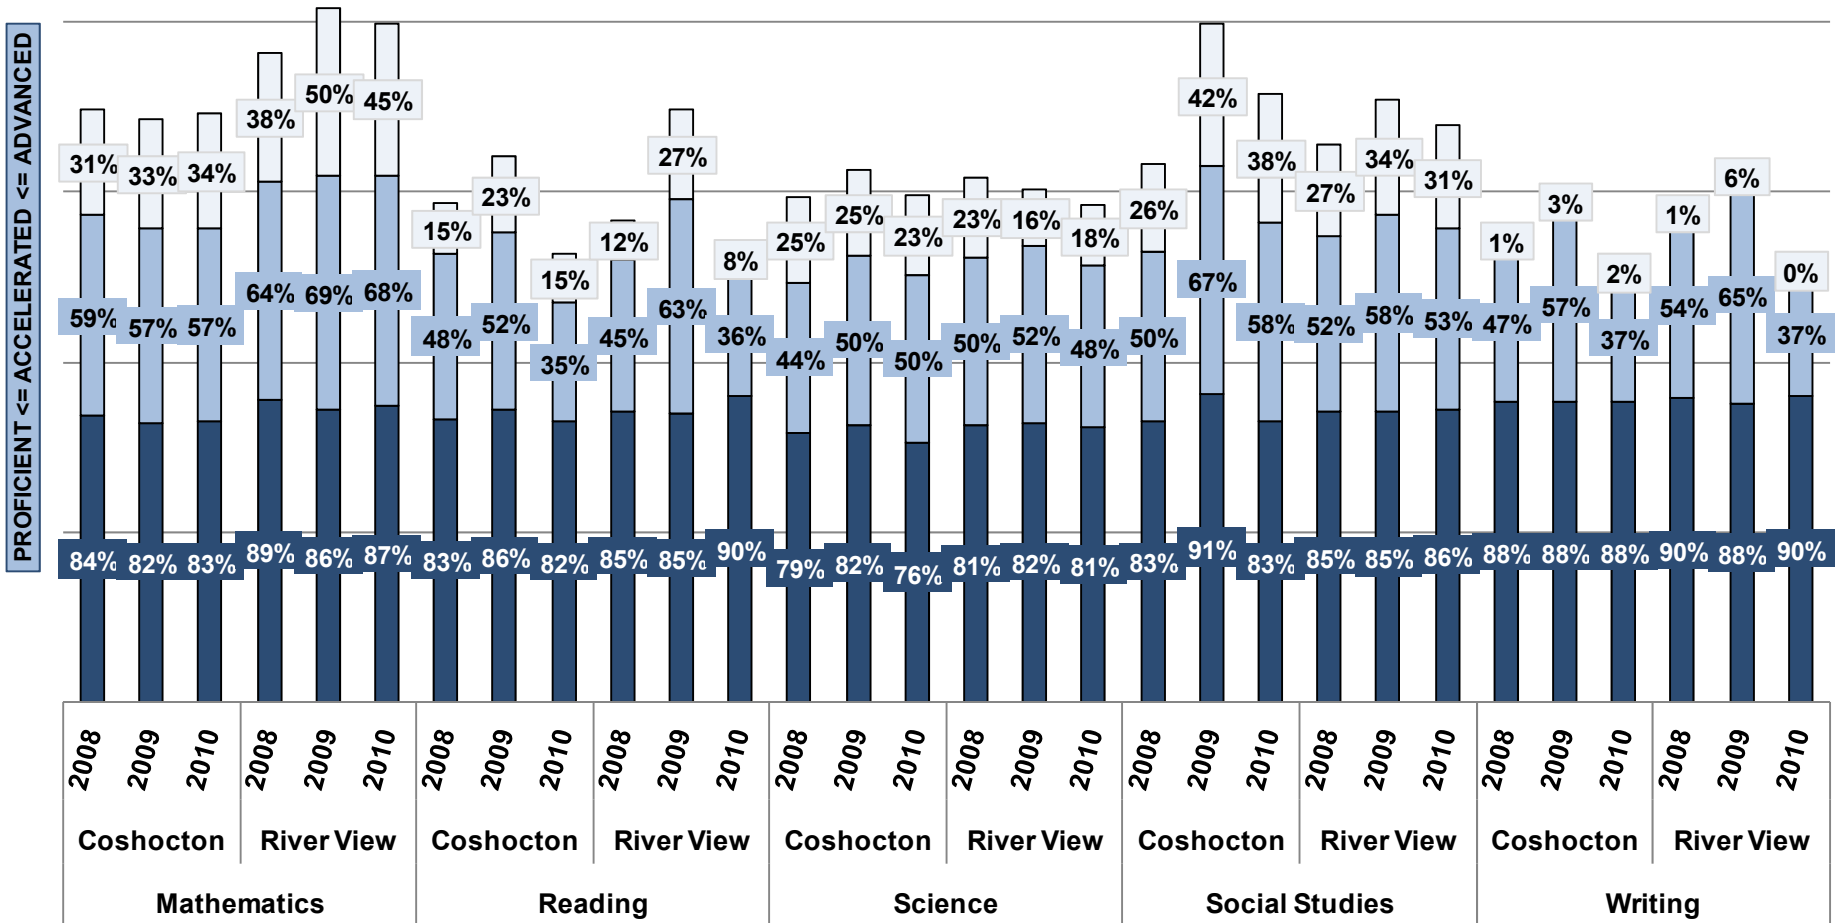 PROFICIENT <= ACCELERATED <= ADVANCED
31% 33% 34% 38% 50% 45% 15% 23% 15% 12% 27% 8% 25% 25% 23% 23% 16% 18% 26% 42% 38% 27% 34% 31% 1% 3% 2% 1% 6% 0%
59% 57% 57% 64% 69% 68% 48% 52% 35% 45% 63% 36% 44% 50% 50% 50% 52% 48% 50% 67% 58% 52% 58% 53% 47% 57% 37% 54% 65% 37%
84% 82% 83% 89% 86% 87% 83% 86% 82% 85% 85% 90% 79% 82% 76% 81% 82% 81% 83% 91% 83% 85% 85% 86% 88% 88% 88% 90% 88% 90%
2008 2009 2010 2008 2009 2010 2008 2009 2010 2008 2009 2010 2008 2009 2010 2008 2009 2010 2008 2009 2010 2008 2009 2010 2008 2009 2010 2008 2009 2010
Coshocton River View Coshocton River View Coshocton River View Coshocton River View Coshocton River View
Mathematics Reading Science Social Studies Writing